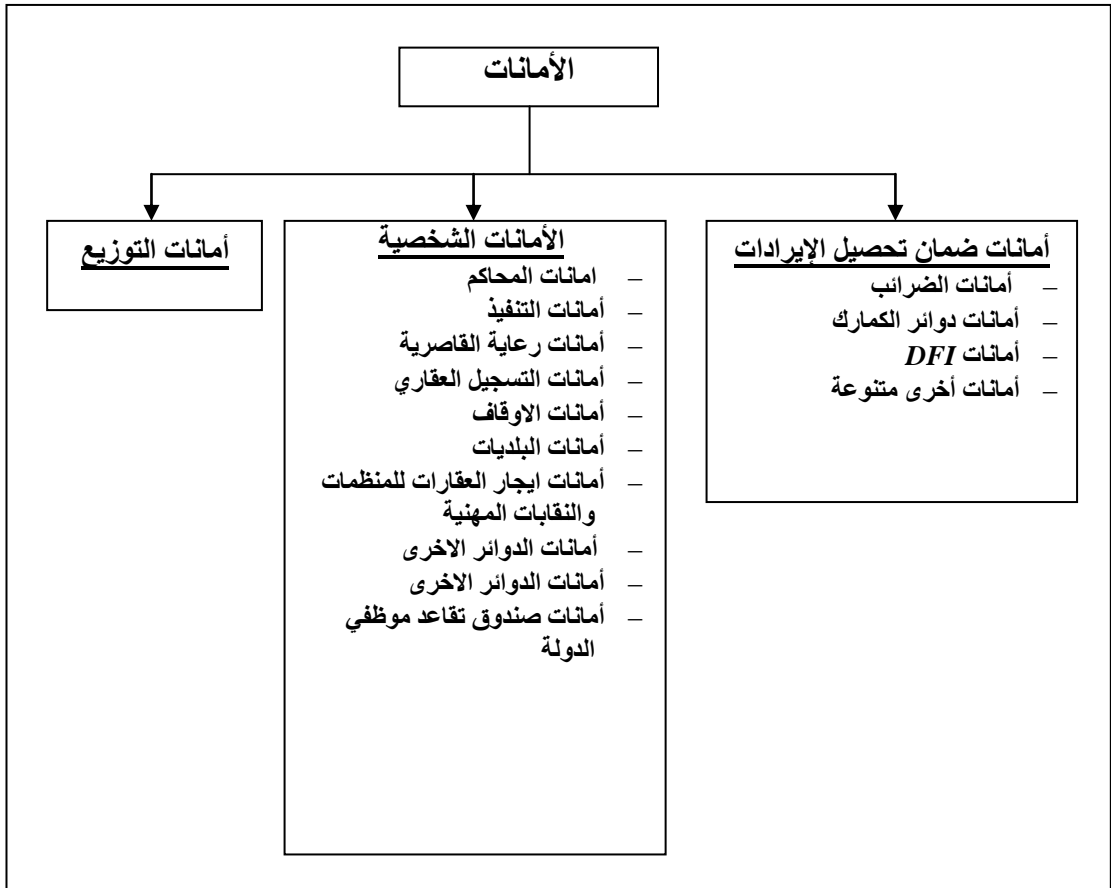 الأمانات
أمانات ضمان تحصيل الإيرادات
– أمانات الضرائب
– أمانات دوائر الكمارك
– أمانات DFI
– أمانات أخرى متنوعة
الأمانات الشخصية
– امانات المحاكم
– أمانات التنفيذ
– أمانات رعاية القاصرية
– أمانات التسجيل العقاري
– أمانات الاوقاف
– أمانات البلديات
– أمانات ايجار العقارات للمنظمات
والنقابات المهنية
– أمانات الدوائر الاخرى
– أمانات الدوائر الاخرى
– أمانات صندوق تقاعد موظفي
الدولة
أمانات التوزيع